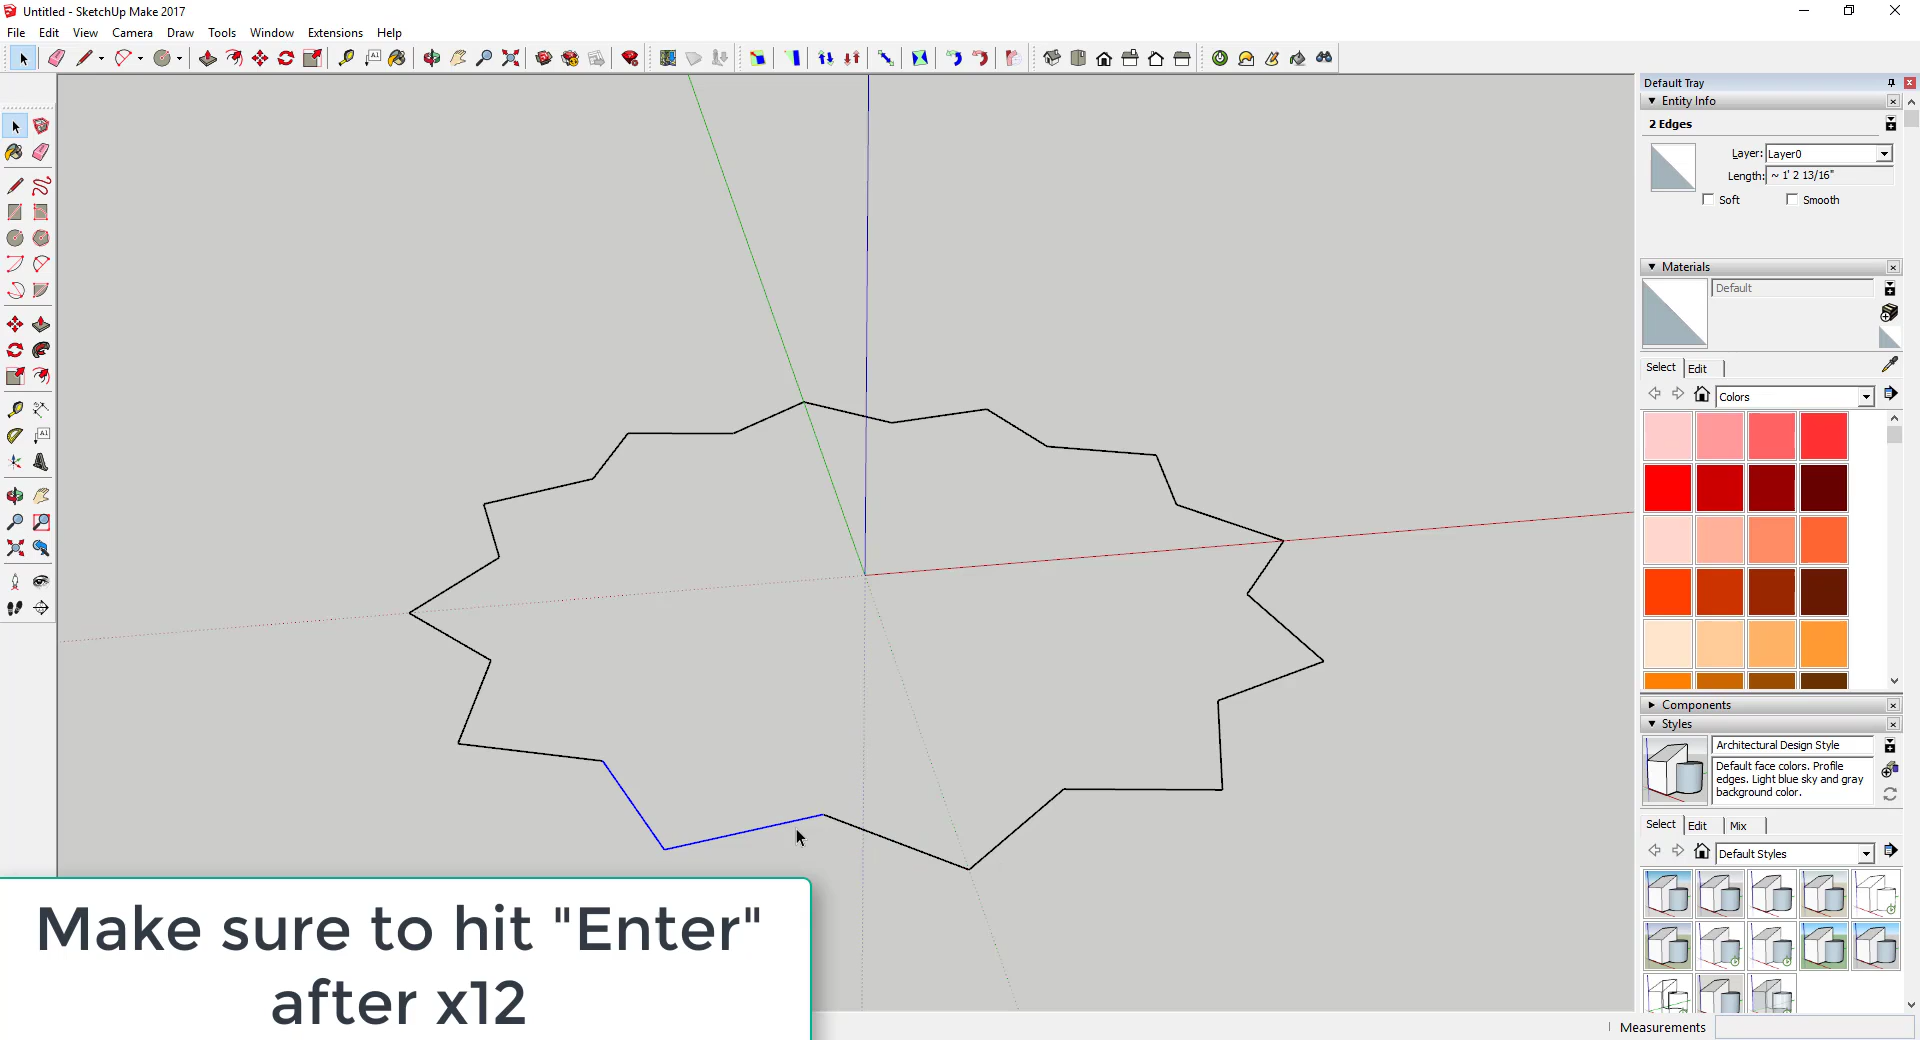 Untitled - SketchUp Make 2017
File Edit View Camera Draw Tools Window Extensions Help
Default Tray
Entity Info
2 Edges
Layer: Layer0
Length: ~ 1' 2 13/16"
Soft Smooth
Materials
Default
Select Edit
Colors
Components
Styles
Architectural Design Style
Default face colors. Profile
edges. Light blue sky and gray
background color.
Select Edit Mix
Default Styles
Make sure to hit "Enter"
after x12
Measurements